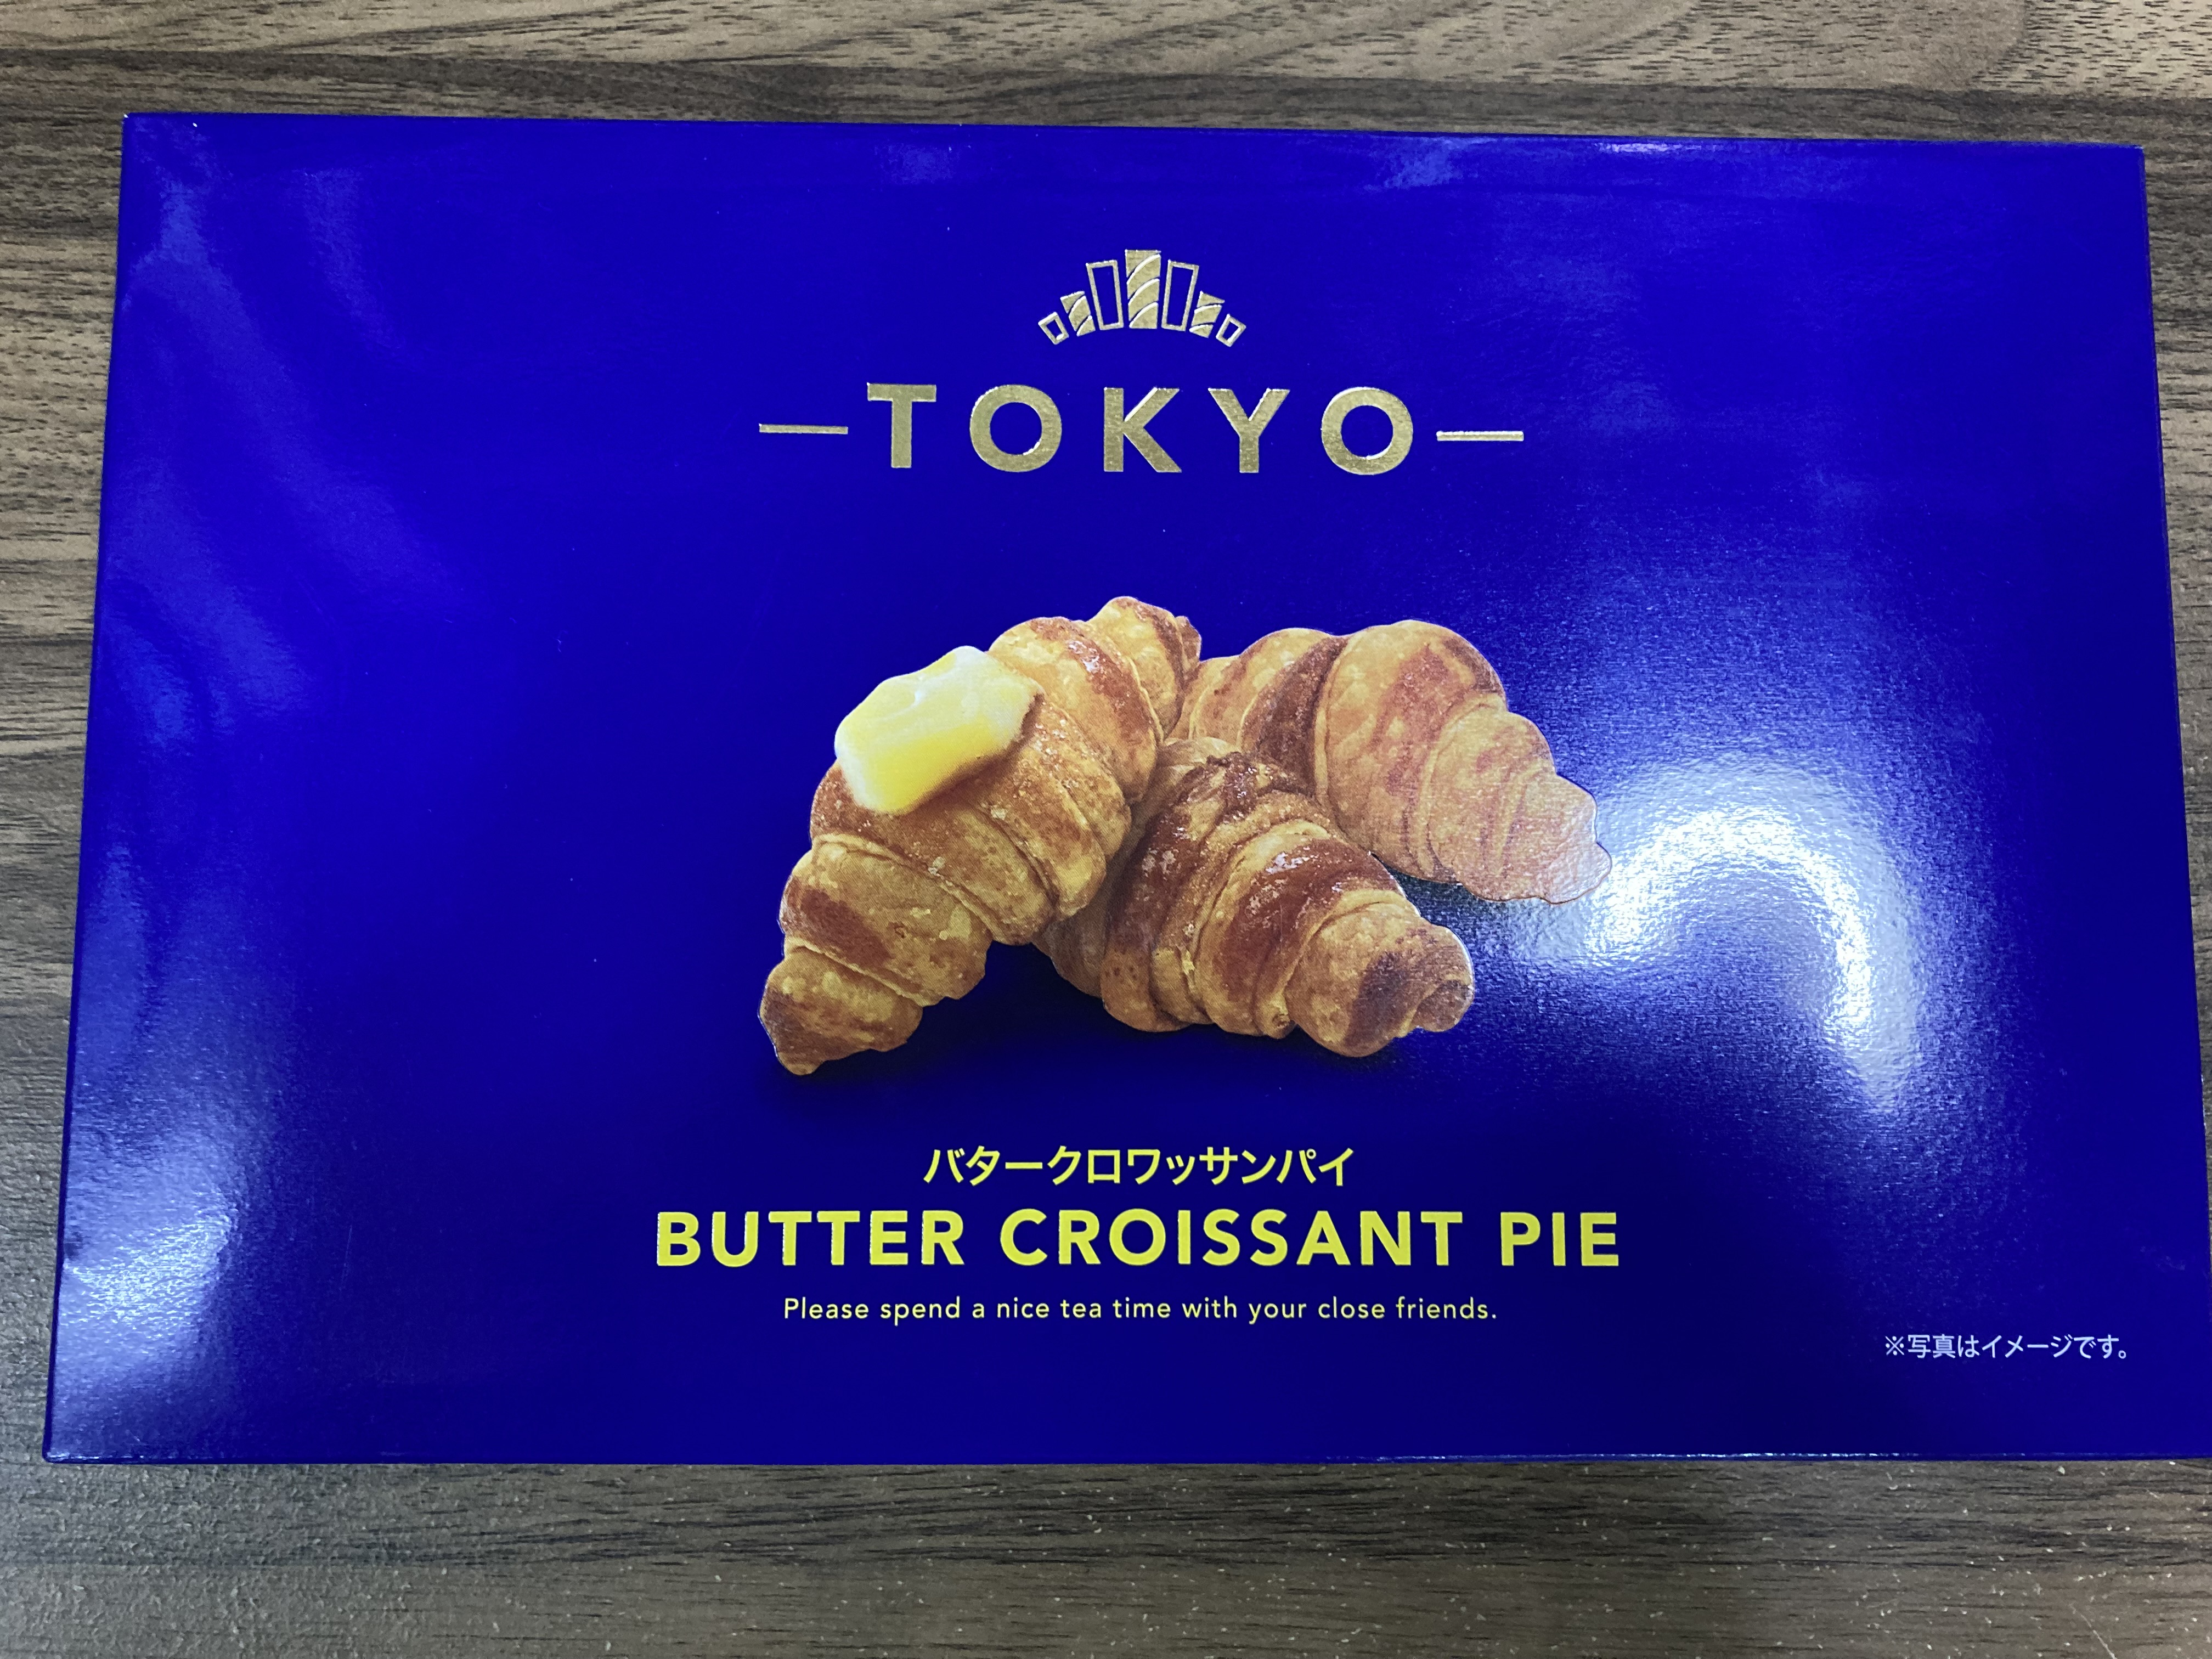 TOKYO
バタークロワッサンパイ
BUTTER CROISSANT PIE
Please spend a nice tea time with your close friends.
※写真はイメージです。